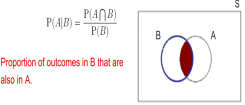 P(A|B) = P(A⋂B) / P(B)
S
B A
Proportion of outcomes in B that are
also in A.